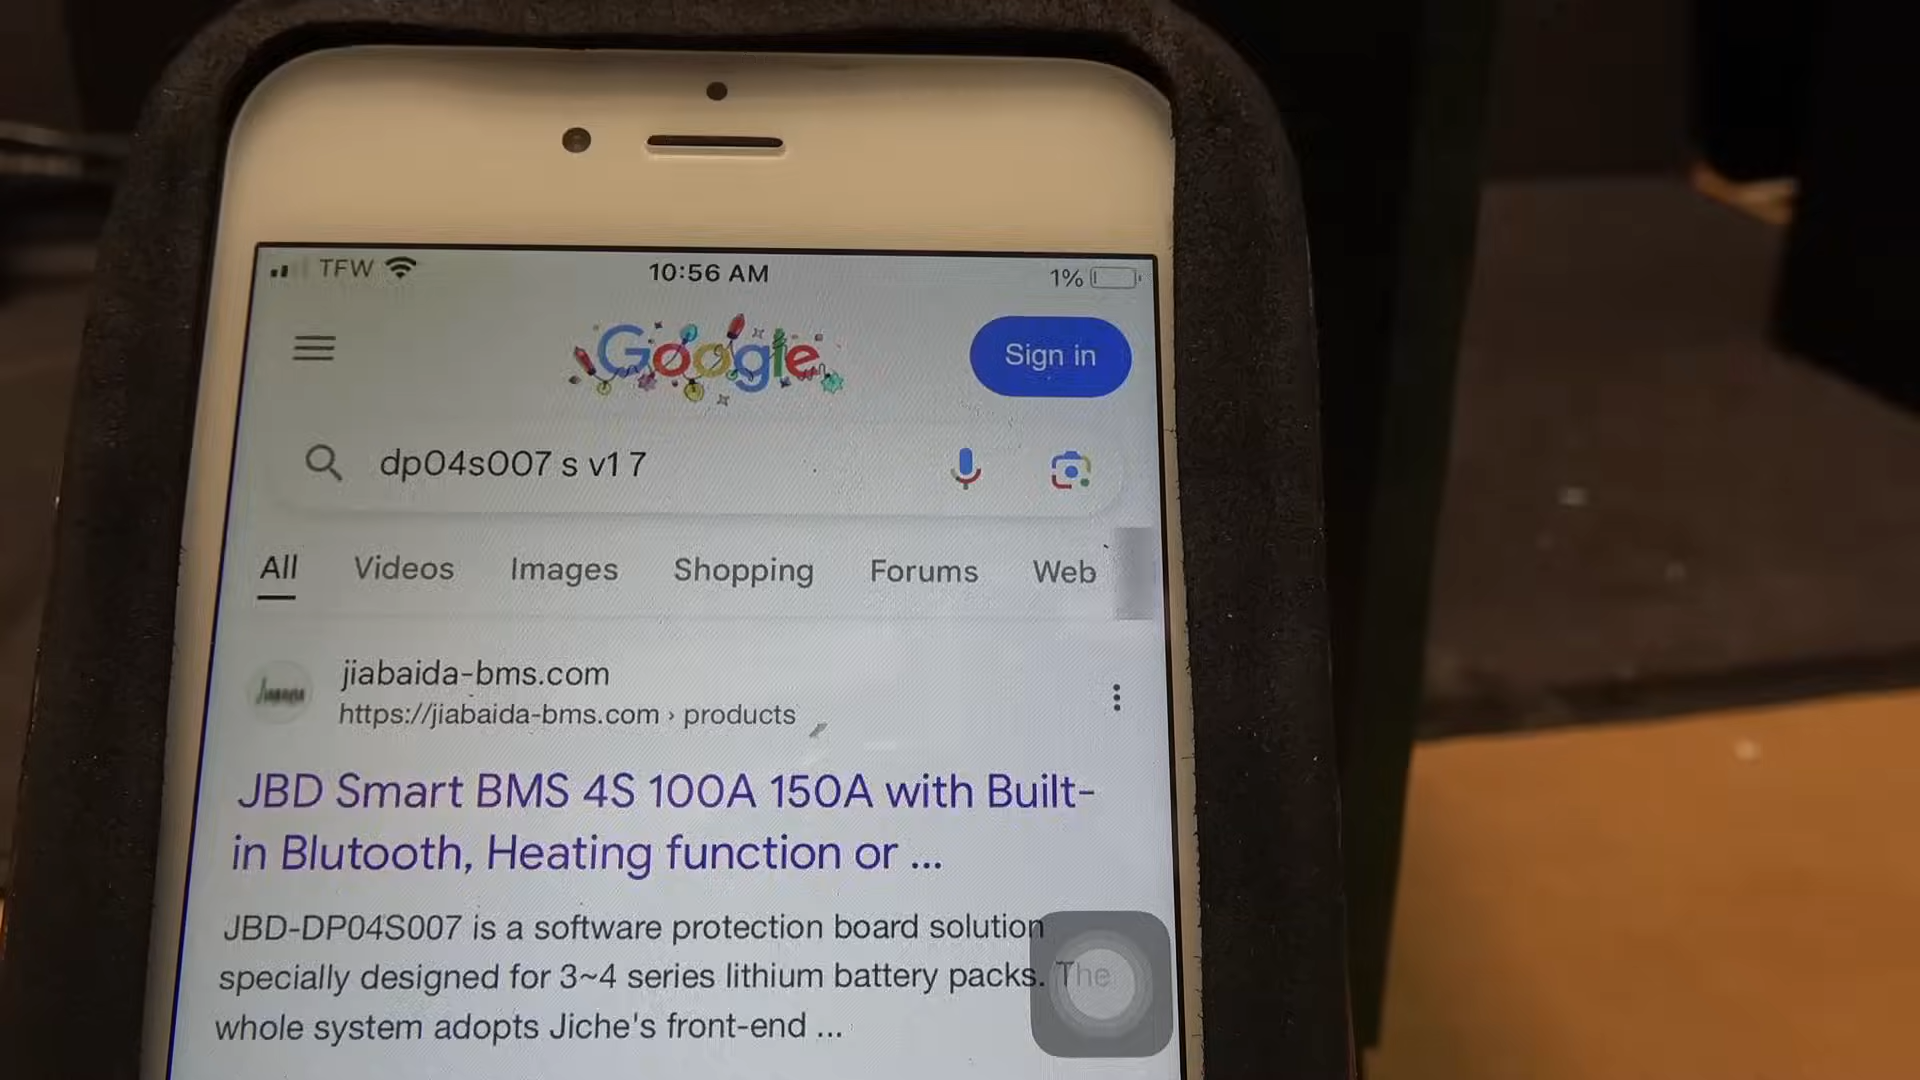 TFW 10:56 AM 1%
Google Sign in
dp04s007 s v1 7
All Videos Images Shopping Forums Web
jiabaida-bms.com
https://jiabaida-bms.com › products
JBD Smart BMS 4S 100A 150A with Built-
in Blutooth, Heating function or ...
JBD-DP04S007 is a software protection board solution
specially designed for 3~4 series lithium battery packs. The
whole system adopts Jiche's front-end ...